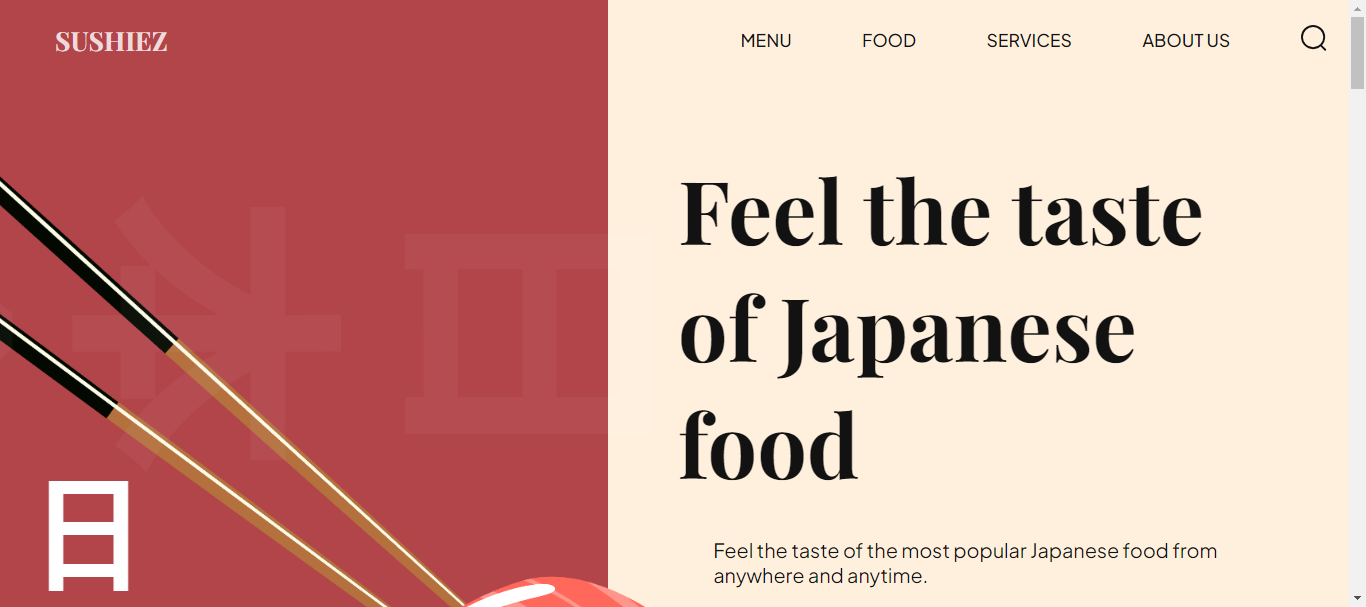 SUSHIEZ
MENU FOOD SERVICES ABOUT US
Feel the taste
of Japanese
food
Feel the taste of the most popular Japanese food from
anywhere and anytime.
日